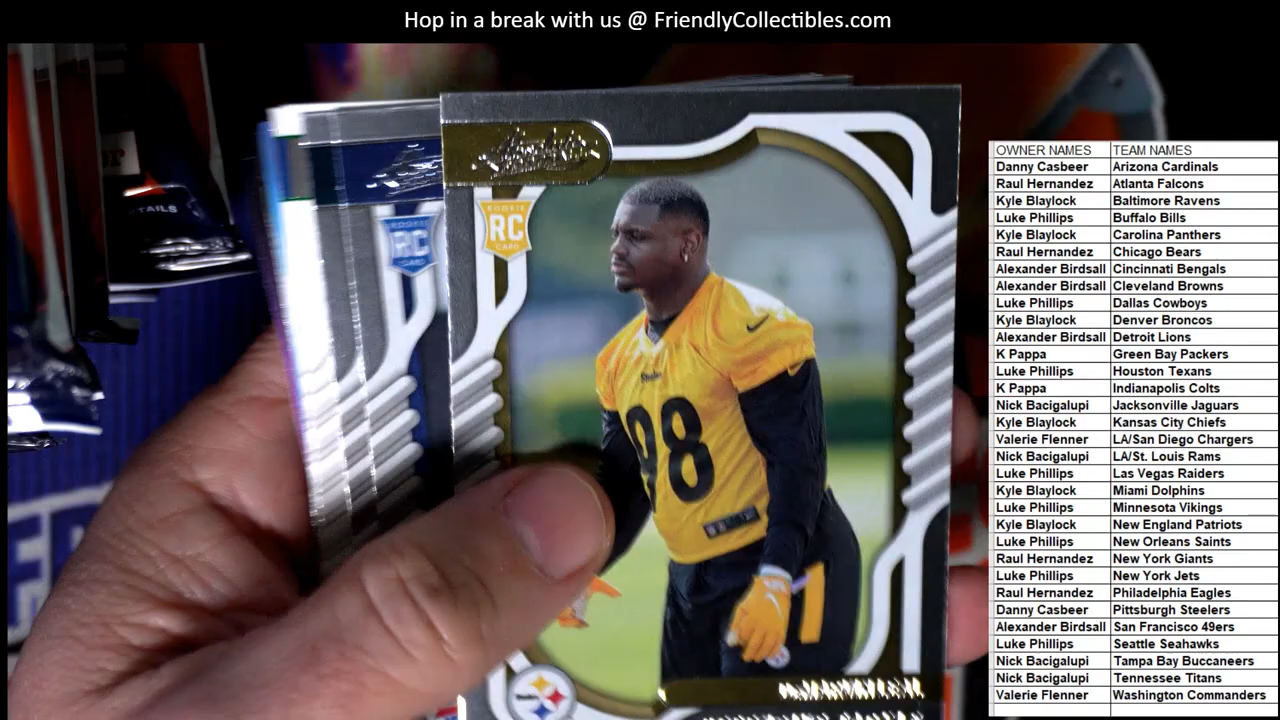 Hop in a break with us @ FriendlyCollectibles.com
OWNER NAMES TEAM NAMES
Danny Casbeer Arizona Cardinals
Raul Hernandez Atlanta Falcons
Kyle Blaylock Baltimore Ravens
Luke Phillips Buffalo Bills
Kyle Blaylock Carolina Panthers
Raul Hernandez Chicago Bears
Alexander Birdsall Cincinnati Bengals
Alexander Birdsall Cleveland Browns
Luke Phillips Dallas Cowboys
Kyle Blaylock Denver Broncos
Alexander Birdsall Detroit Lions
K Pappa Green Bay Packers
Luke Phillips Houston Texans
K Pappa Indianapolis Colts
Nick Bacigalupi Jacksonville Jaguars
Kyle Blaylock Kansas City Chiefs
Valerie Flenner LA/San Diego Chargers
Nick Bacigalupi LA/St. Louis Rams
Luke Phillips Las Vegas Raiders
Kyle Blaylock Miami Dolphins
Luke Phillips Minnesota Vikings
Kyle Blaylock New England Patriots
Luke Phillips New Orleans Saints
Raul Hernandez New York Giants
Luke Phillips New York Jets
Raul Hernandez Philadelphia Eagles
Danny Casbeer Pittsburgh Steelers
Alexander Birdsall San Francisco 49ers
Luke Phillips Seattle Seahawks
Nick Bacigalupi Tampa Bay Buccaneers
Nick Bacigalupi Tennessee Titans
Valerie Flenner Washington Commanders
ROOKIE
RC
CARD
ROOKIE
RC
CARD
Steelers
98
TAILS